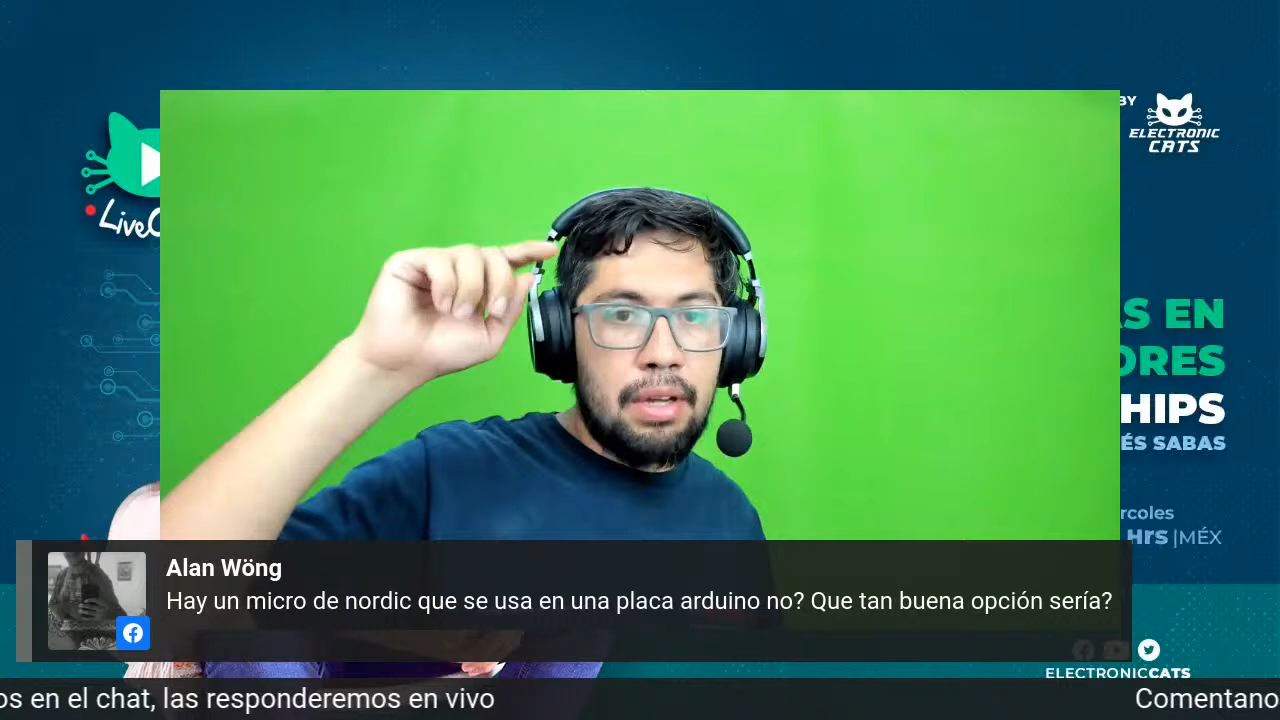 BY
ELECTRONIC
CATS
Live
AS EN
ORES
HIPS
ÉS SABAS
rcoles
Hrs |MÉX
Alan Wöng
Hay un micro de nordic que se usa en una placa arduino no? Que tan buena opción sería?
ELECTRONICCATS
os en el chat, las responderemos en vivo
Comentano